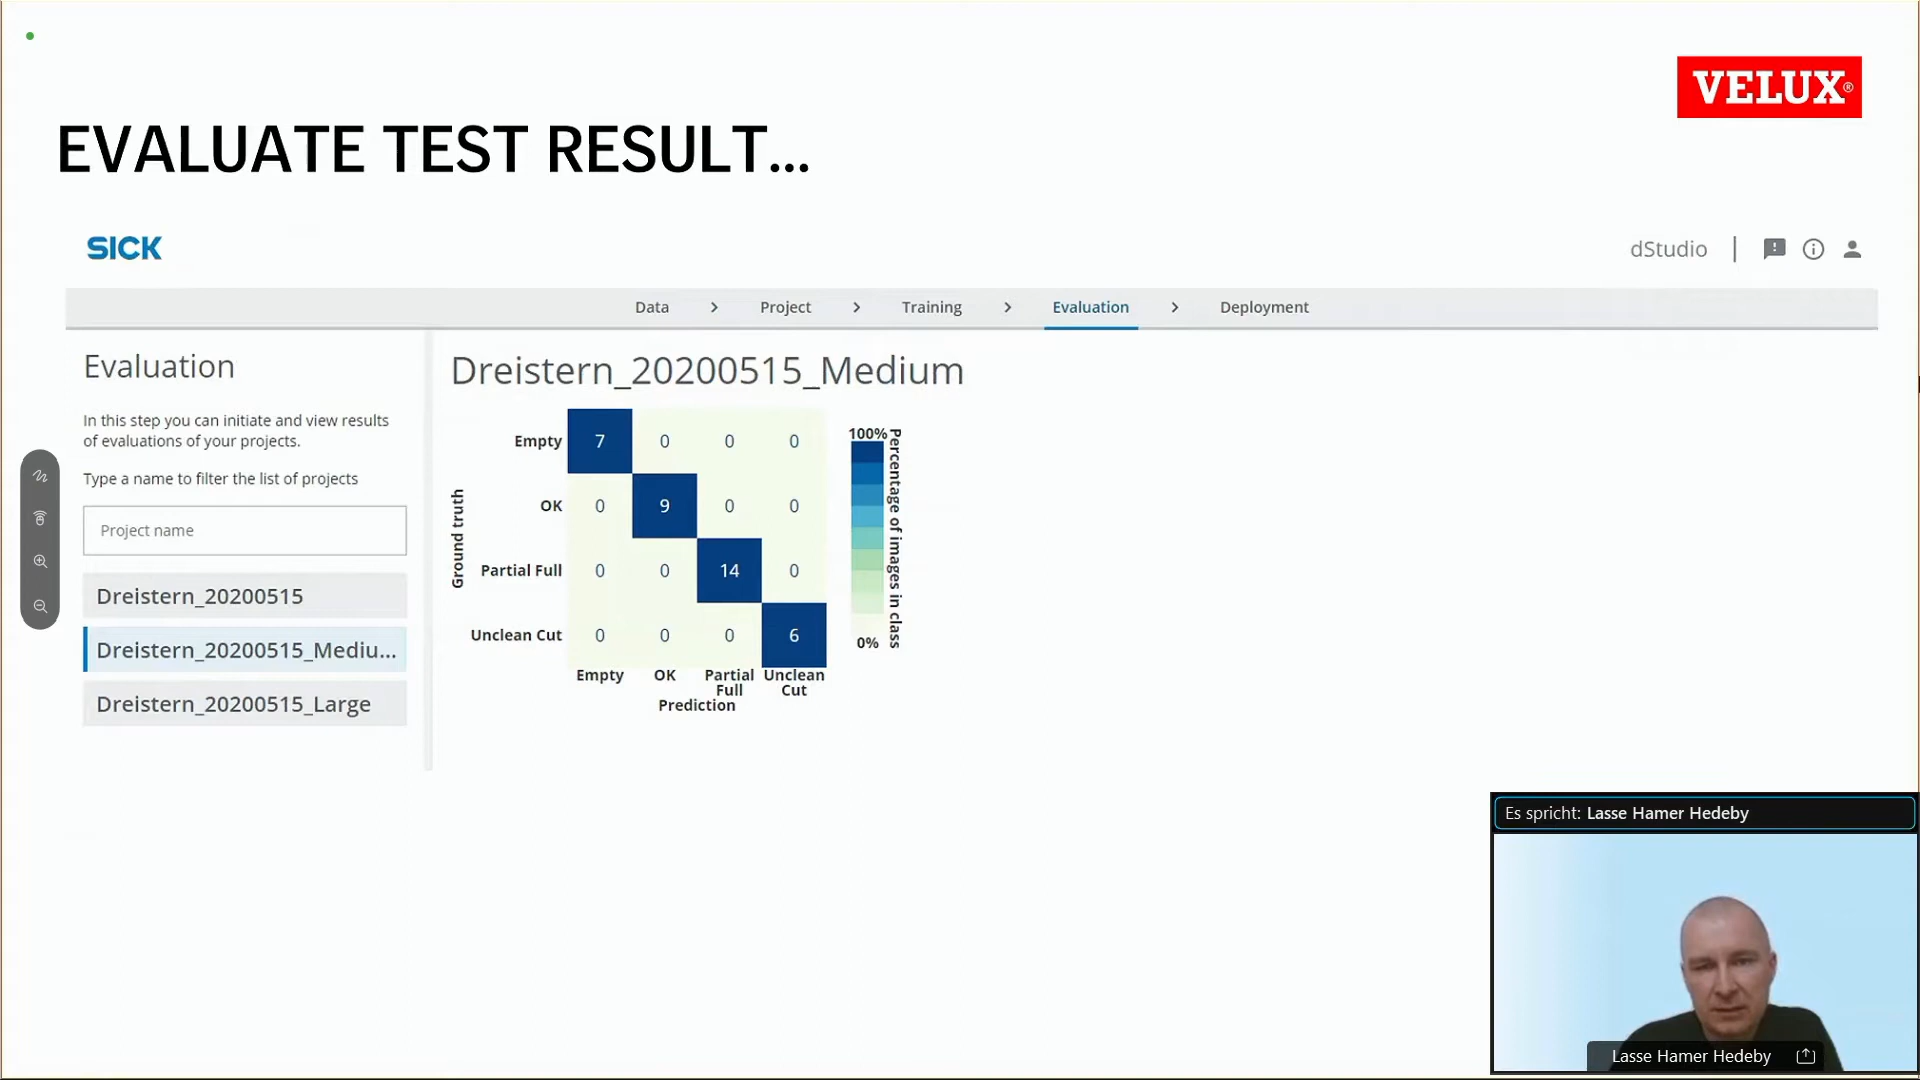 VELUX®
EVALUATE TEST RESULT...
SICK
dStudio
Data
Project
Training
Evaluation
Deployment
Evaluation
In this step you can initiate and view results
of evaluations of your projects.
Type a name to filter the list of projects
Project name
Dreistern_20200515
Dreistern_20200515_Mediu...
Dreistern_20200515_Large
Dreistern_20200515_Medium
Ground truth
Empty 7 0 0 0
OK 0 9 0 0
Partial Full 0 0 14 0
Unclean Cut 0 0 0 6
Empty OK Partial Full Unclean Cut
Prediction
100%
0%
Percentage of images in class
Es spricht: Lasse Hamer Hedeby
Lasse Hamer Hedeby